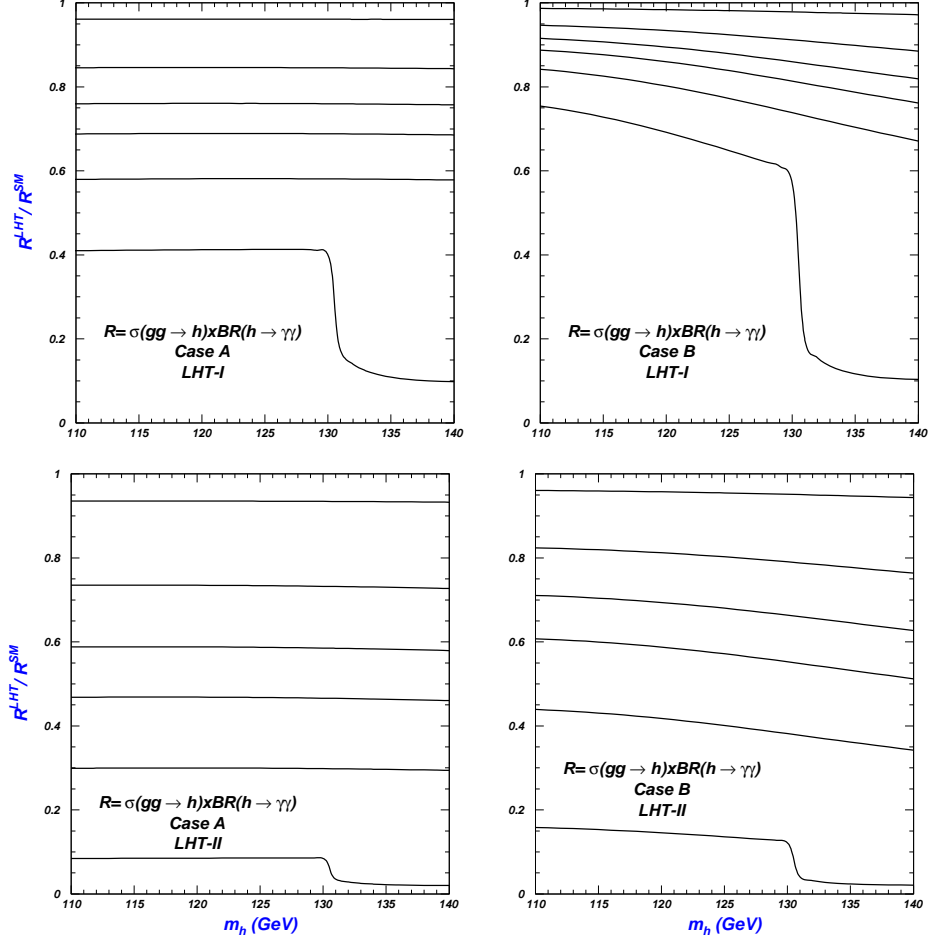 1
0.8
0.6
0.4
0.2
0
R^LHT / R^SM
R= σ(gg → h)xBR(h → γγ)
Case A
LHT-I
110 115 120 125 130 135 140
1
0.8
0.6
0.4
0.2
0
R= σ(gg → h)xBR(h → γγ)
Case B
LHT-I
110 115 120 125 130 135 140
1
0.8
0.6
0.4
0.2
0
R^LHT / R^SM
R= σ(gg → h)xBR(h → γγ)
Case A
LHT-II
110 115 120 125 130 135 140
m_h (GeV)
1
0.8
0.6
0.4
0.2
0
R= σ(gg → h)xBR(h → γγ)
Case B
LHT-II
110 115 120 125 130 135 140
m_h (GeV)